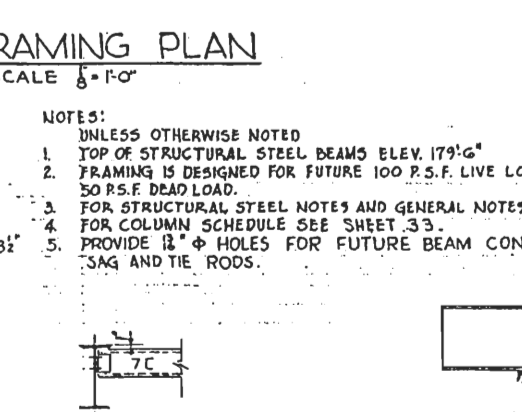 RAMING PLAN
SCALE 1/8" = 1'-0"
NOTES:
UNLESS OTHERWISE NOTED
1. TOP OF STRUCTURAL STEEL BEAMS ELEV. 179'-6"
2. FRAMING IS DESIGNED FOR FUTURE 100 P.S.F. LIVE LO
50 P.S.F. DEAD LOAD.
3. FOR STRUCTURAL STEEL NOTES AND GENERAL NOTES
4. FOR COLUMN SCHEDULE SEE SHEET 33.
5. PROVIDE Φ HOLES FOR FUTURE BEAM CON
SAG AND TIE RODS.
7C